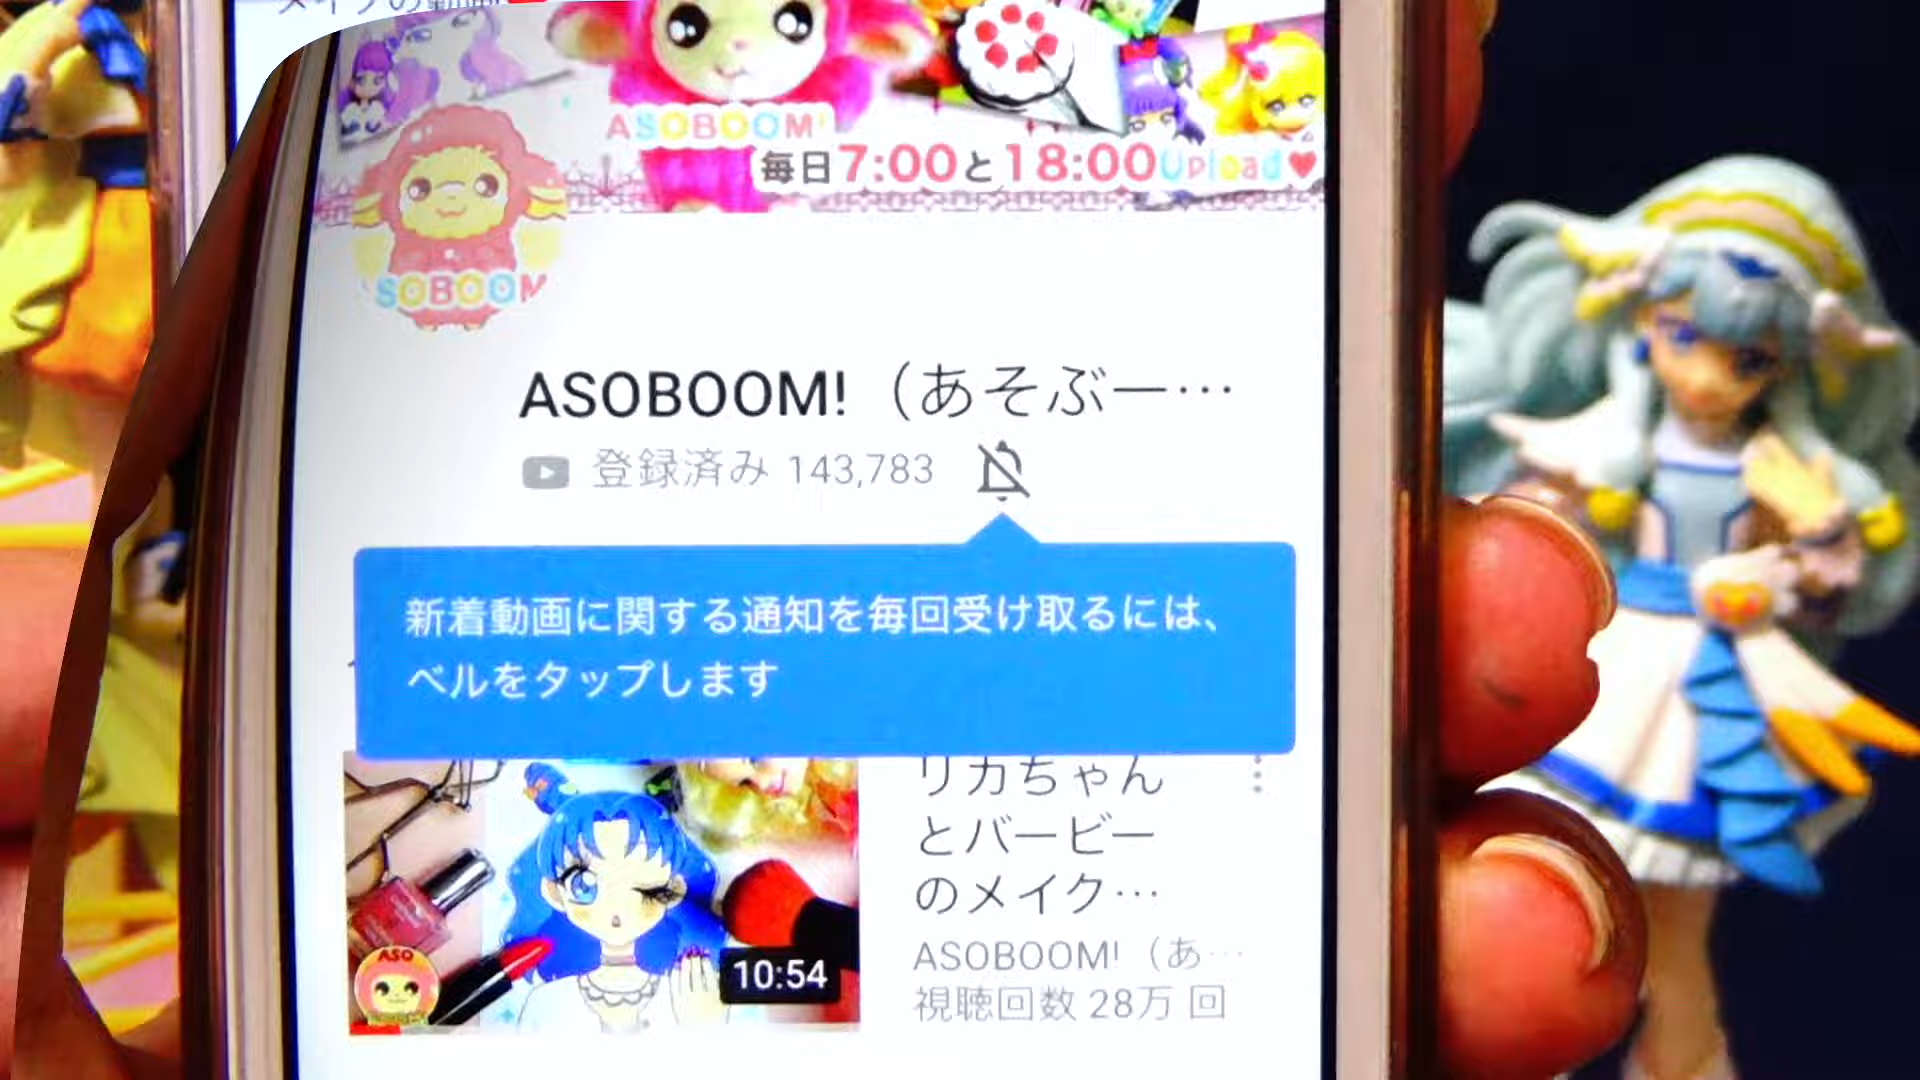 ASOBOOM!
毎日7:00と18:00Upload♥
SOBOOM
ASOBOOM!（あそぶー…
登録済み 143,783
新着動画に関する通知を毎回受け取るには、
ベルをタップします
リカちゃん
とバービー
のメイク…
ASO
10:54
ASOBOOM!（あ…
視聴回数 28万 回